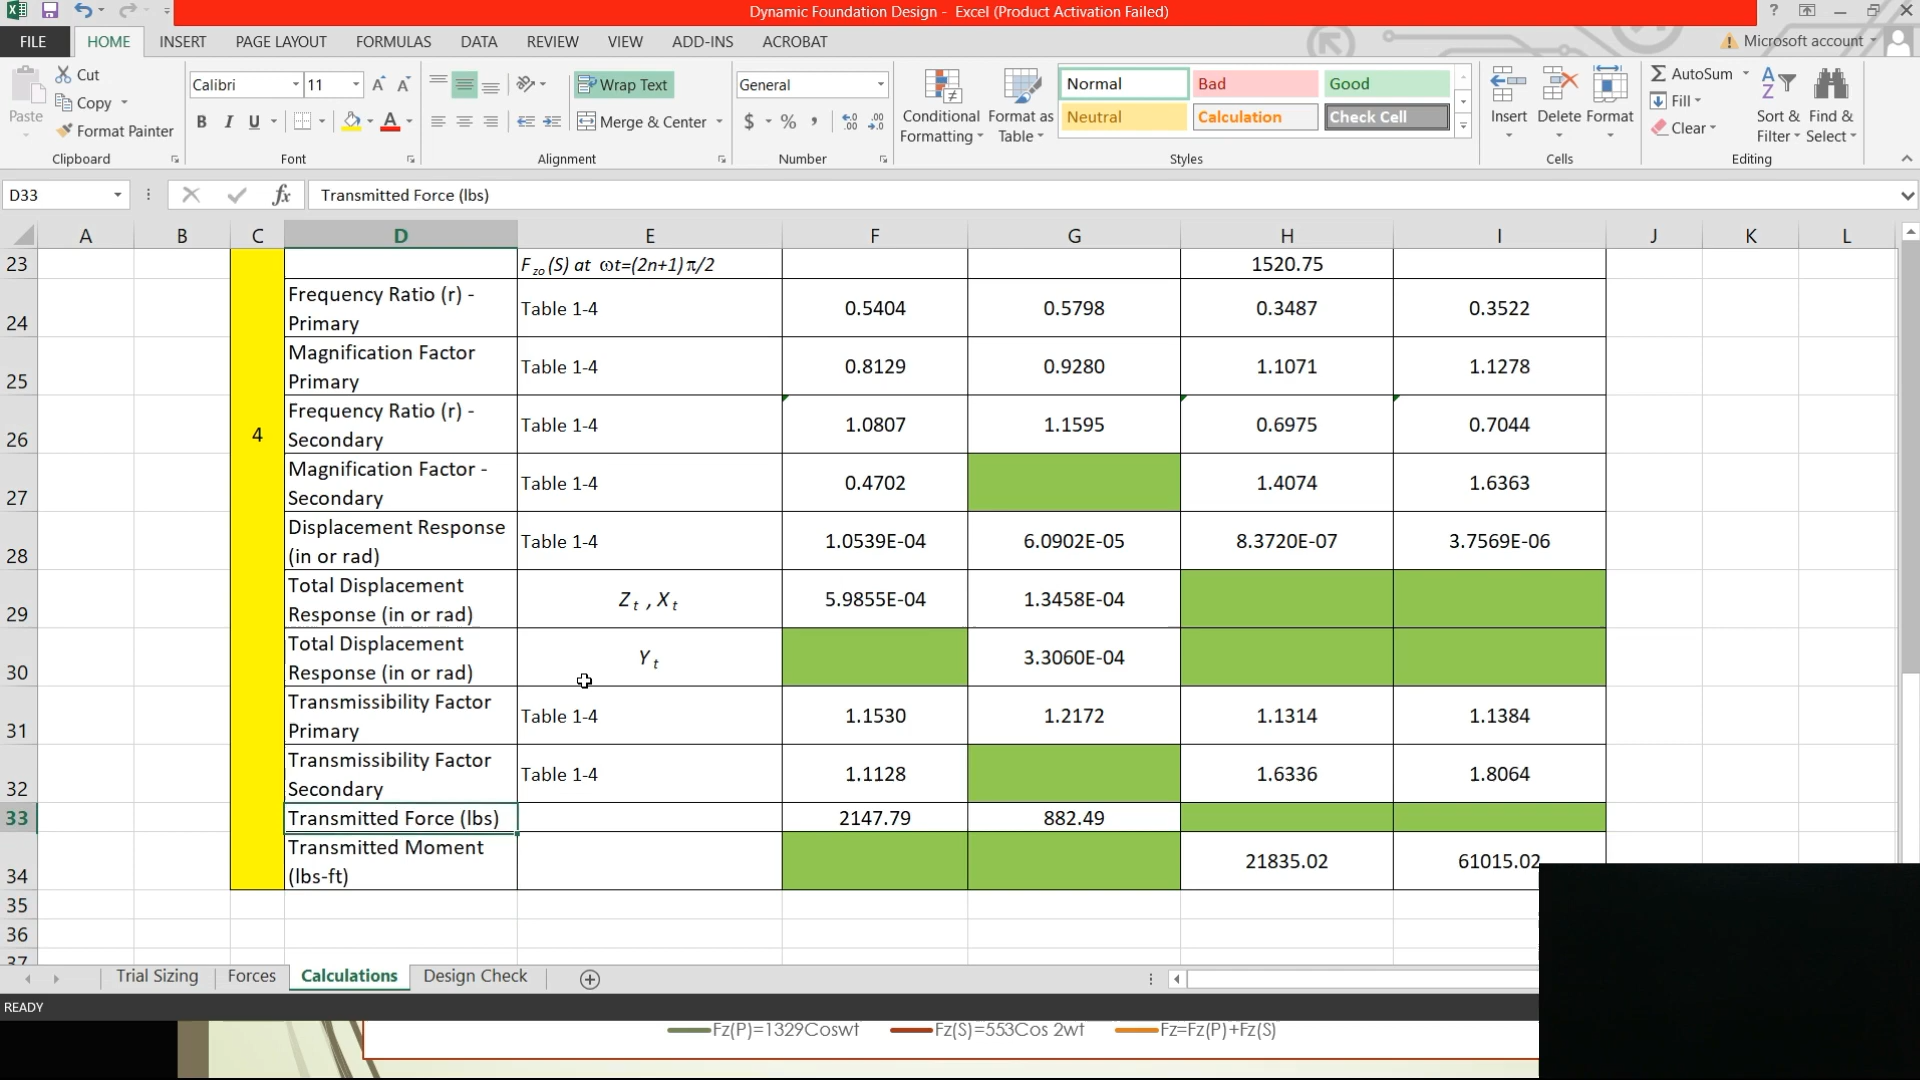 Dynamic Foundation Design - Excel (Product Activation Failed)
?
FILE HOME INSERT PAGE LAYOUT FORMULAS DATA REVIEW VIEW ADD-INS ACROBAT Microsoft account
Paste
Cut
Copy
Format Painter
Clipboard
Calibri 11 A A
B I U A
Font
Wrap Text
Merge & Center
Alignment
General
$ % ,
Number
Conditional Formatting
Format as Table
Normal Bad Good
Neutral Calculation Check Cell
Styles
Insert Delete Format
Cells
AutoSum
Fill
Clear
Sort & Filter
Find & Select
Editing
D33 fx Transmitted Force (lbs)
A B C D E F G H I J K L
23 Fzo(S) at ωt=(2n+1)π/2 1520.75
24 Frequency Ratio (r) - Primary Table 1-4 0.5404 0.5798 0.3487 0.3522
25 Magnification Factor Primary Table 1-4 0.8129 0.9280 1.1071 1.1278
26 Frequency Ratio (r) - Secondary Table 1-4 1.0807 1.1595 0.6975 0.7044
4
27 Magnification Factor - Secondary Table 1-4 0.4702 1.4074 1.6363
28 Displacement Response (in or rad) Table 1-4 1.0539E-04 6.0902E-05 8.3720E-07 3.7569E-06
29 Total Displacement Response (in or rad) Zt , Xt 5.9855E-04 1.3458E-04
30 Total Displacement Response (in or rad) Yt 3.3060E-04
31 Transmissibility Factor Primary Table 1-4 1.1530 1.2172 1.1314 1.1384
32 Transmissibility Factor Secondary Table 1-4 1.1128 1.6336 1.8064
33 Transmitted Force (lbs) 2147.79 882.49
34 Transmitted Moment (lbs-ft) 21835.02 61015.02
35
36
37
Trial Sizing Forces Calculations Design Check
READY
Fz(P)=1329Coswt Fz(S)=553Cos 2wt Fz=Fz(P)+Fz(S)